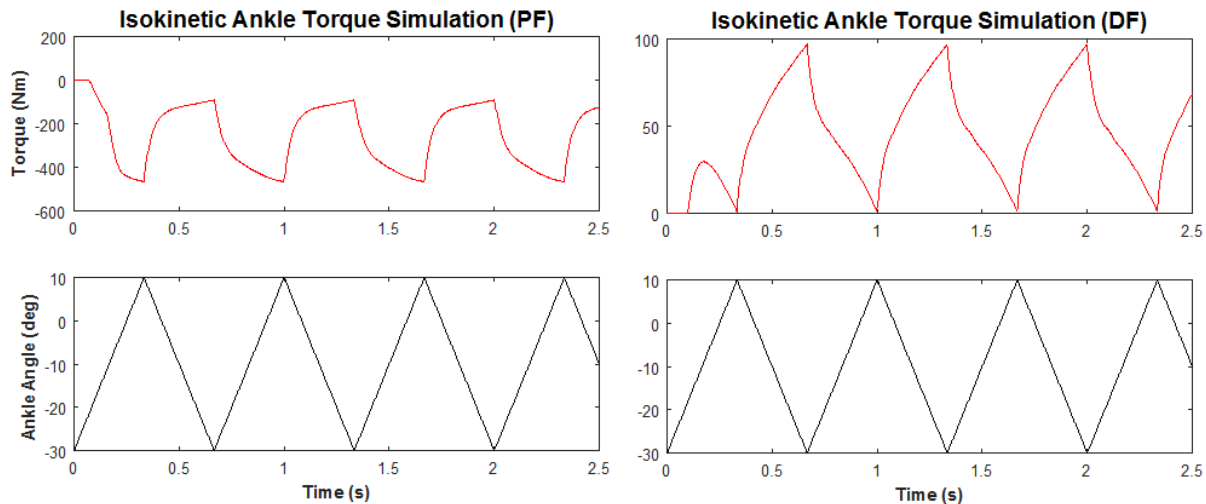 Isokinetic Ankle Torque Simulation (PF)
Torque (Nm)
200
0
-200
-400
-600
0 0.5 1 1.5 2 2.5
Isokinetic Ankle Torque Simulation (DF)
100
50
0
0 0.5 1 1.5 2 2.5
Ankle Angle (deg)
10
0
-10
-20
-30
0 0.5 1 1.5 2 2.5
Time (s)
10
0
-10
-20
-30
0 0.5 1 1.5 2 2.5
Time (s)